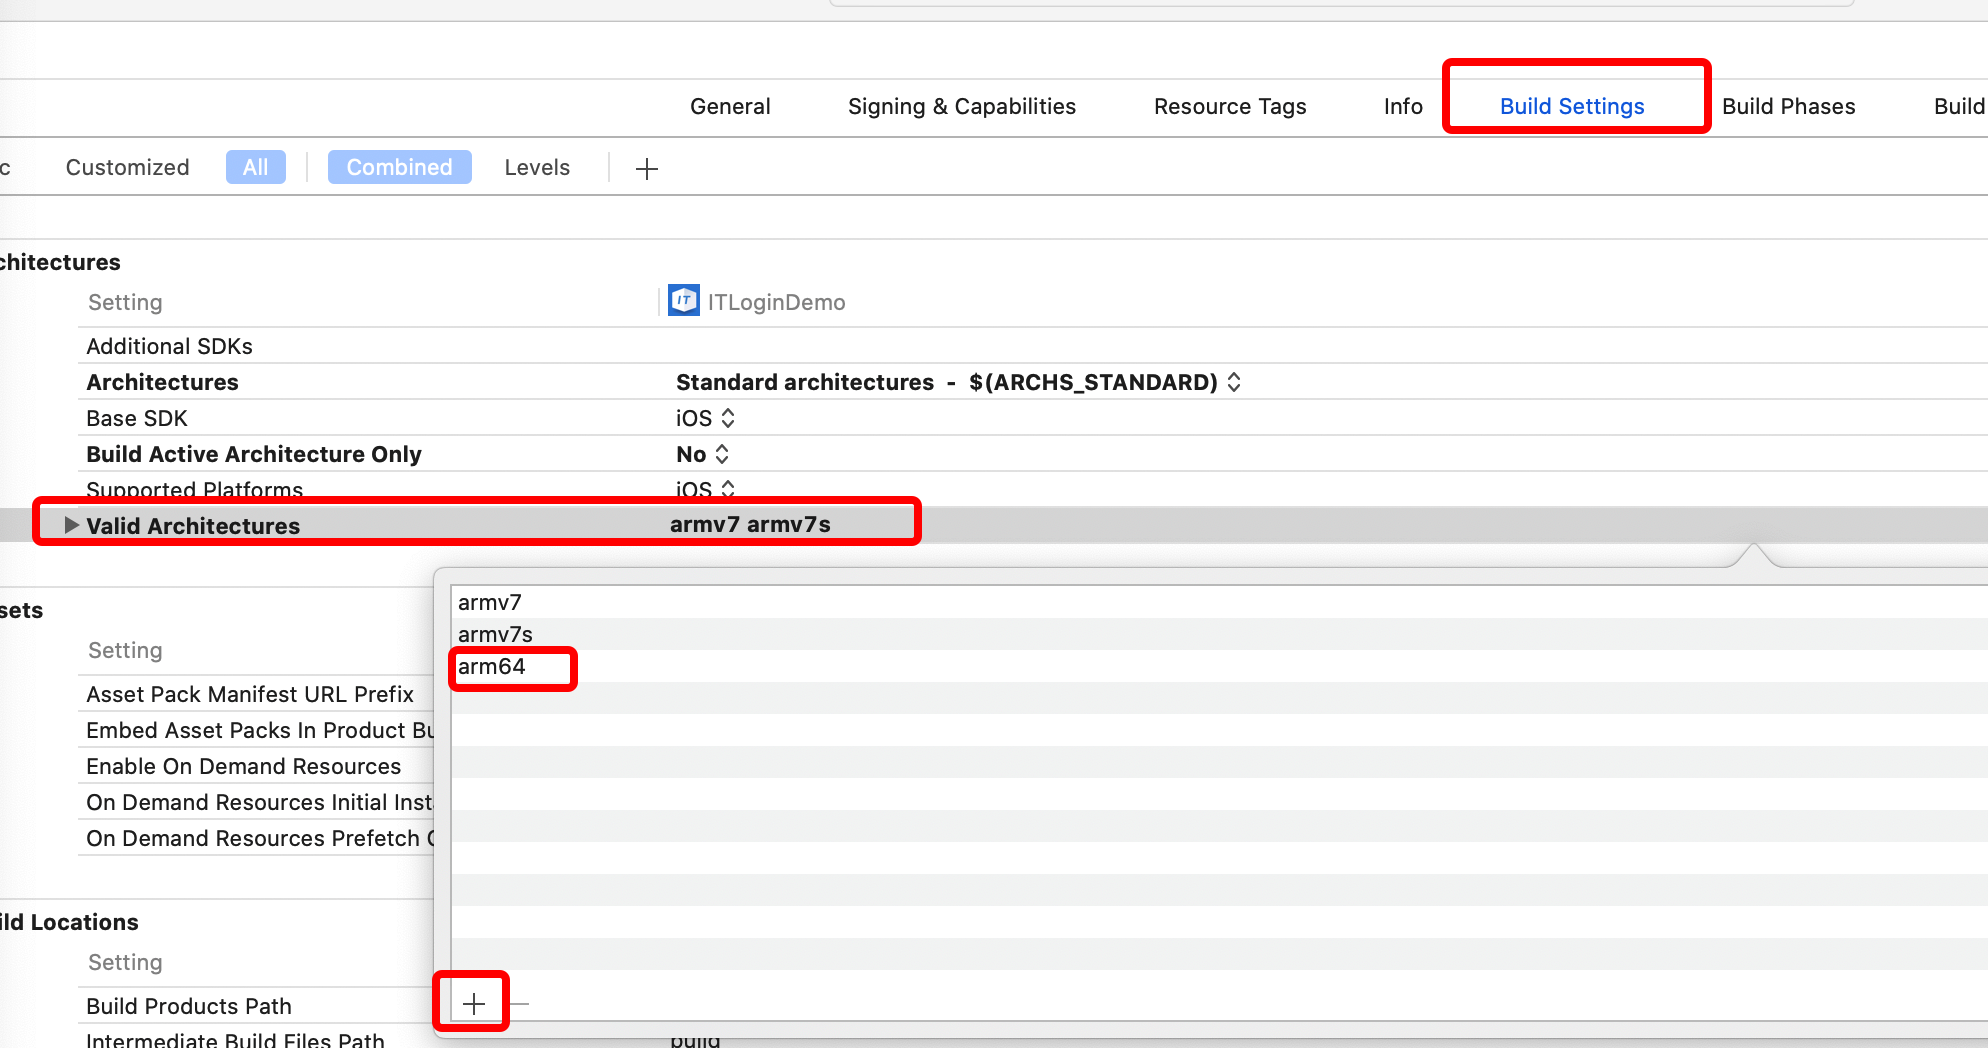 General Signing & Capabilities Resource Tags Info Build Settings Build Phases Build
c Customized All Combined Levels +
chitectures
Setting IT ITLoginDemo
Additional SDKs
Architectures Standard architectures - $(ARCHS_STANDARD)
Base SDK iOS
Build Active Architecture Only No
Supported Platforms iOS
Valid Architectures armv7 armv7s
armv7
armv7s
arm64
sets
Setting
Asset Pack Manifest URL Prefix
Embed Asset Packs In Product Bu
Enable On Demand Resources
On Demand Resources Initial Inst
On Demand Resources Prefetch
ild Locations
Setting
Build Products Path
Intermediate Build Files Path build
+ −